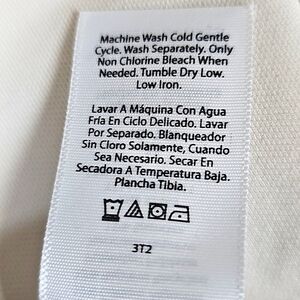 Machine Wash Cold Gentle
Cycle. Wash Separately. Only
Non Chlorine Bleach When
Needed. Tumble Dry Low.
Low Iron.
Lavar A Máquina Con Agua
Fría En Ciclo Delicado. Lavar
Por Separado. Blanqueador
Sin Cloro Solamente, Cuando
Sea Necesario. Secar En
Secadora A Temperatura Baja.
Plancha Tibia.
3T2